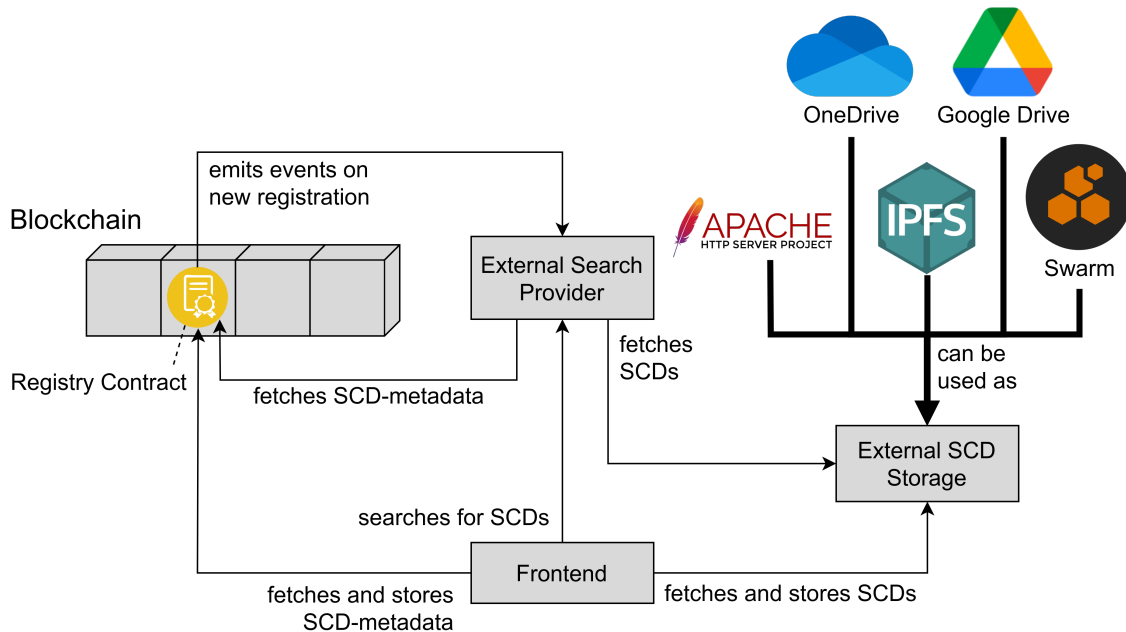 OneDrive
Google Drive
emits events on
new registration
Blockchain
APACHE
HTTP SERVER PROJECT
IPFS
Swarm
External Search
Provider
Registry Contract
fetches SCD-metadata
fetches
SCDs
can be
used as
External SCD
Storage
searches for SCDs
Frontend
fetches and stores
SCD-metadata
fetches and stores SCDs